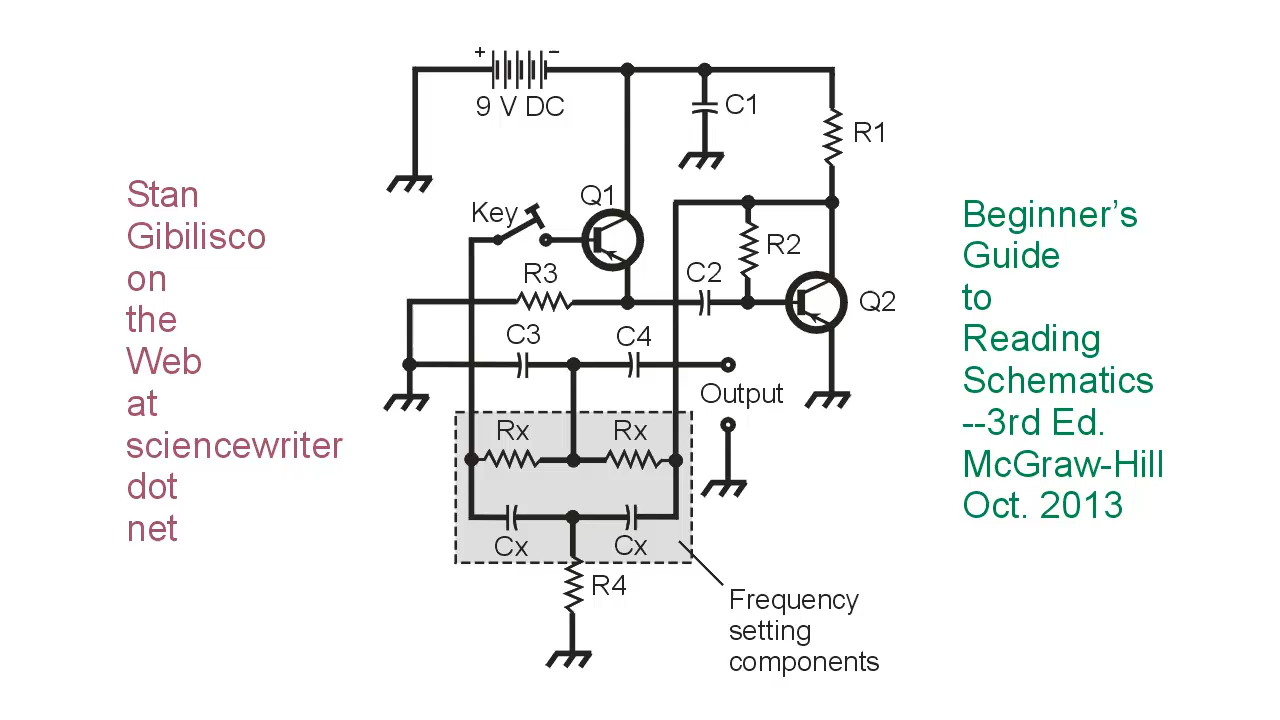 Stan
Gibilisco
on
the
Web
at
sciencewriter
dot
net
+ −
9 V DC
C1
R1
Q1
Key
R2
R3
C2
Q2
C3
C4
Output
Rx
Rx
Cx
Cx
R4
Frequency
setting
components
Beginner’s
Guide
to
Reading
Schematics
--3rd Ed.
McGraw-Hill
Oct. 2013